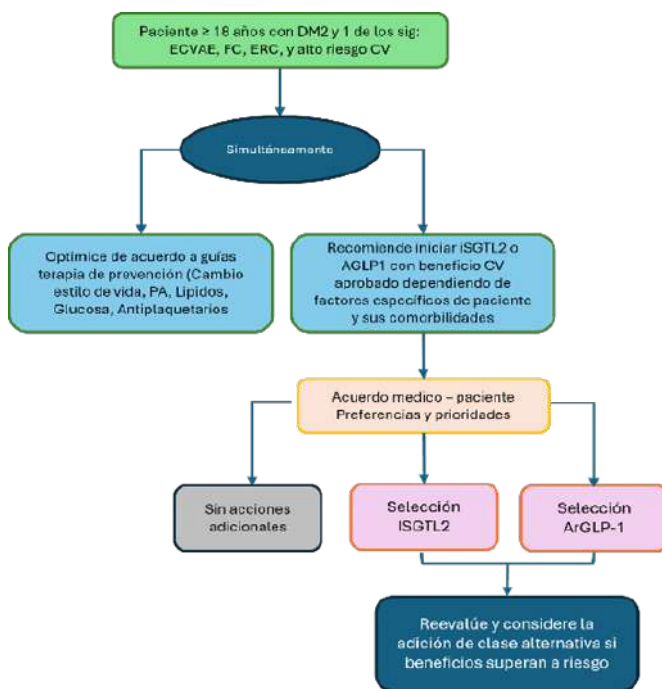 Paciente ≥ 18 años con DM2 y 1 de los sig:
ECVAE, FC, ERC, y alto riesgo CV
Simultáneamente
Optimice de acuerdo a guías
terapia de prevención (Cambio
estilo de vida, PA, Lípidos,
Glucosa, Antiplaquetarios
Recomiende iniciar iSGTL2 o
AGLP1 con beneficio CV
aprobado dependiendo de
factores específicos de paciente
y sus comorbilidades
Acuerdo medico – paciente
Preferencias y prioridades
Sin acciones
adicionales
Selección
ISGTL2
Selección
ArGLP-1
Reevalúe y considere la
adición de clase alternativa si
beneficios superan a riesgo